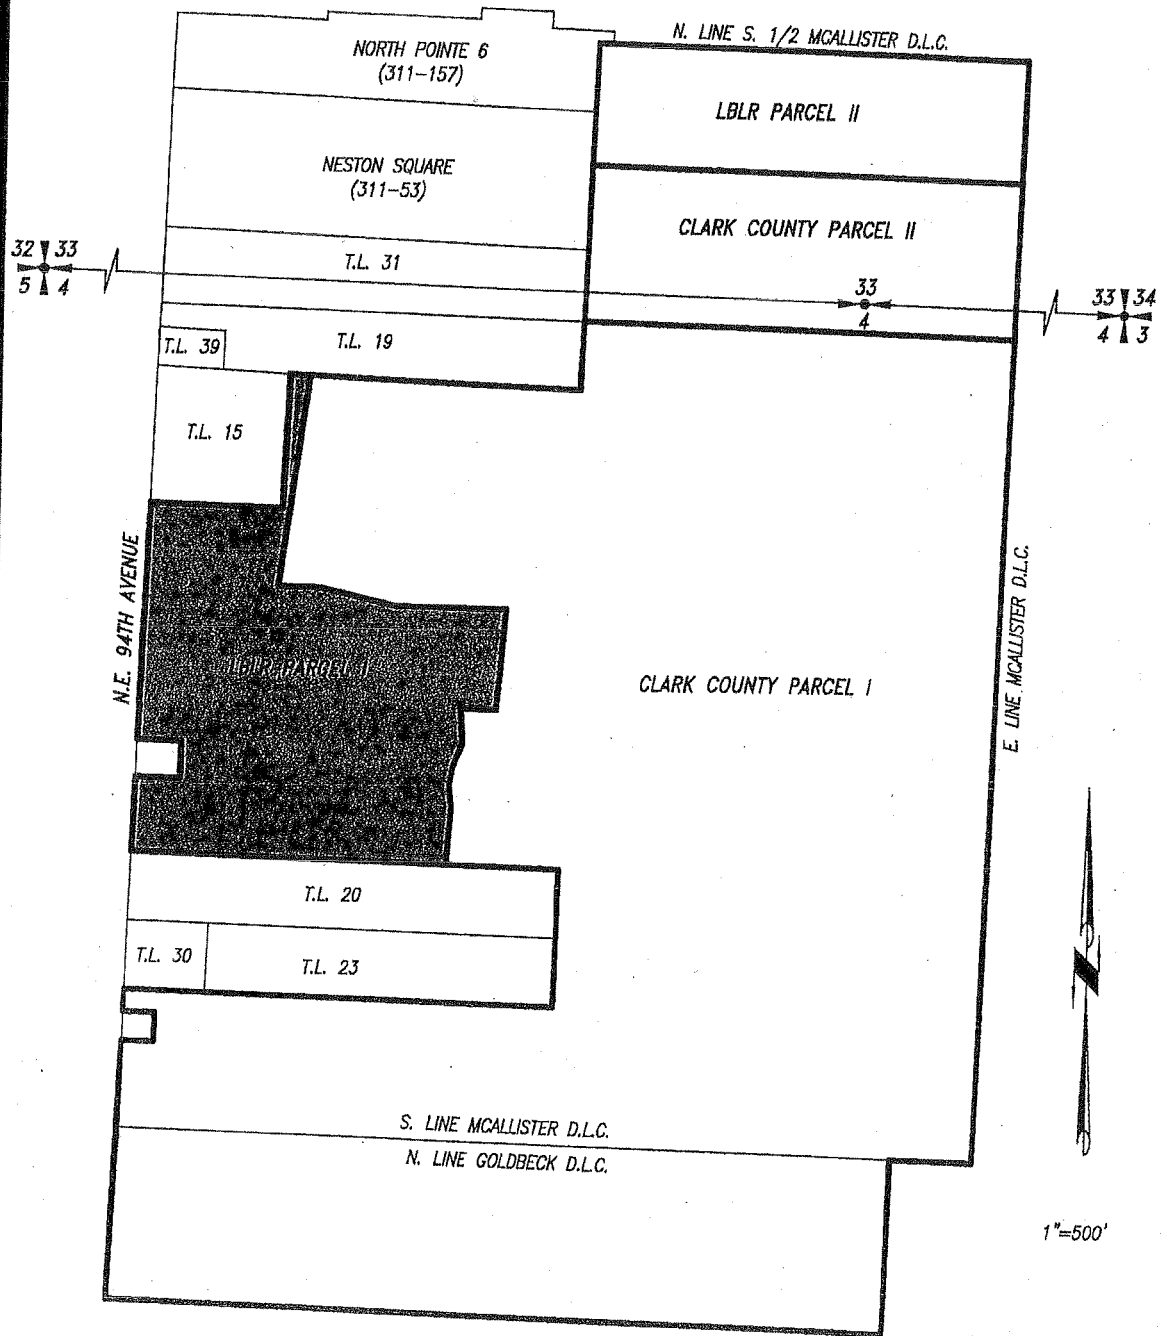 N. LINE S. 1/2 MCALLISTER D.L.C.
NORTH POINTE 6
(311-157)
LBLR PARCEL II
NESTON SQUARE
(311-53)
CLARK COUNTY PARCEL II
32 33
5 4
T.L. 31
33
4
33 34
4 3
T.L. 39
T.L. 19
T.L. 15
N.E. 94TH AVENUE
E. LINE MCALLISTER D.L.C.
LBLR PARCEL
CLARK COUNTY PARCEL I
T.L. 20
T.L. 30
T.L. 23
S. LINE MCALLISTER D.L.C.
N. LINE GOLDBECK D.L.C.
1"=500'